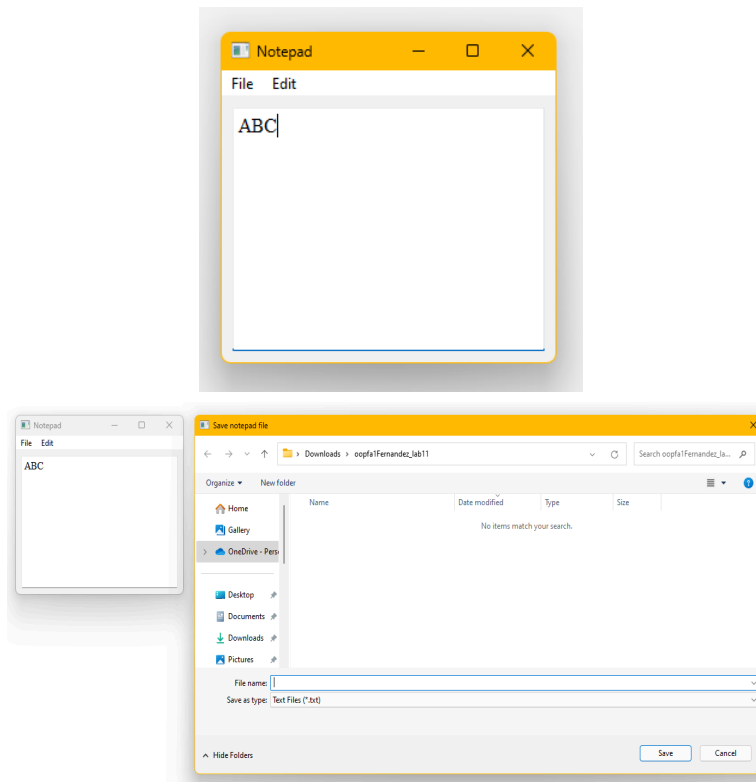 Notepad
File Edit
ABC
Notepad
File Edit
ABC
Save notepad file
Downloads › oopfa1Fernandez_lab11
Search oopfa1Fernandez_la...
Organize New folder
Name Date modified Type Size
No items match your search.
Home
Gallery
OneDrive - Pers
Desktop
Documents
Downloads
Pictures
File name:
Save as type: Text Files (*.txt)
Hide Folders
Save Cancel